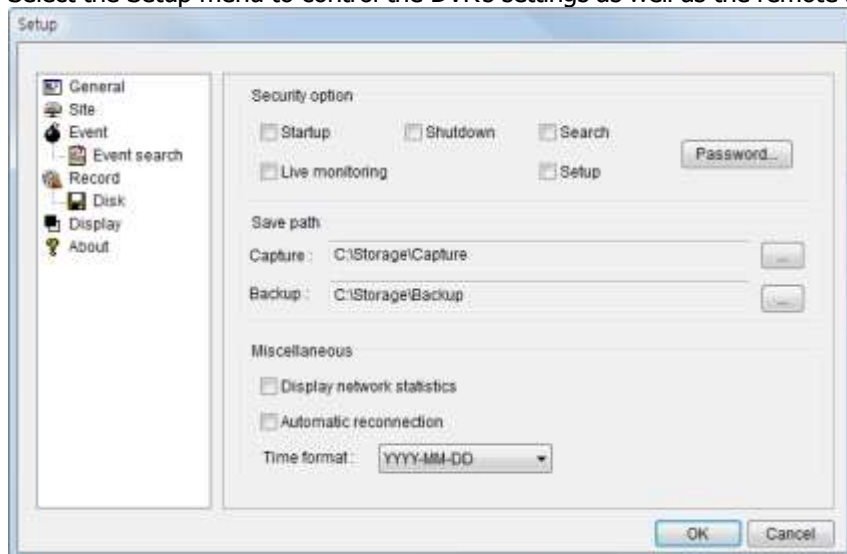 Select the Setup menu to control the DVRs settings as well as the remote
Setup
General
Site
Event
Event search
Record
Disk
Display
About
Security option
Startup
Shutdown
Search
Password...
Live monitoring
Setup
Save path
Capture : C:\Storage\Capture
...
Backup : C:\Storage\Backup
...
Miscellaneous
Display network statistics
Automatic reconnection
Time format : YYYY-MM-DD
OK
Cancel